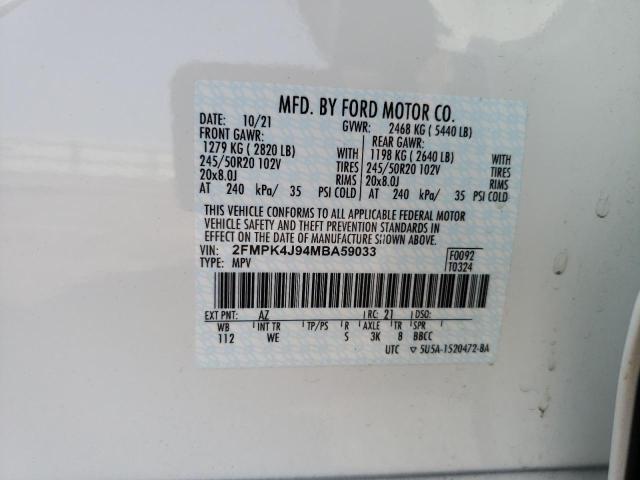 MFD. BY FORD MOTOR CO.
DATE: 10/21 GVWR: 2468 KG ( 5440 LB)
FRONT GAWR: REAR GAWR:
1279 KG ( 2820 LB) WITH 1198 KG ( 2640 LB) WITH
245/50R20 102V TIRES 245/50R20 102V TIRES
20x8.0J RIMS 20x8.0J RIMS
AT 240 kPa/ 35 PSI COLD AT 240 kPa/ 35 PSI COLD
THIS VEHICLE CONFORMS TO ALL APPLICABLE FEDERAL MOTOR
VEHICLE SAFETY AND THEFT PREVENTION STANDARDS IN
EFFECT ON THE DATE OF MANUFACTURE SHOWN ABOVE.
VIN: 2FMPK4J94MBA59033 F0092
TYPE: MPV T0324
EXT PNT: AZ RC: 21 DSO:
WB INT TR TP/PS R AXLE TR SPR
112 WE S 3K 8 BBCC
UTC ▽ 5U5A-1520472-BA